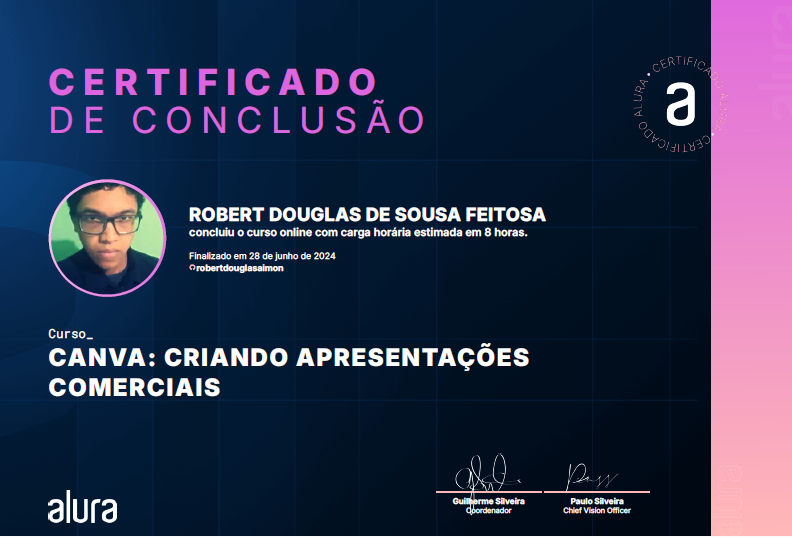 CERTIFICADO
DE CONCLUSÃO
CERTIFICADO ALURA • CERTIFICADO ALURA •
a
ROBERT DOUGLAS DE SOUSA FEITOSA
concluiu o curso online com carga horária estimada em 8 horas.
Finalizado em 28 de junho de 2024
robertdouglasaimon
Curso_
CANVA: CRIANDO APRESENTAÇÕES
COMERCIAIS
Guilherme Silveira
Coordenador
Paulo Silveira
Chief Vision Officer
alura
alura
alura